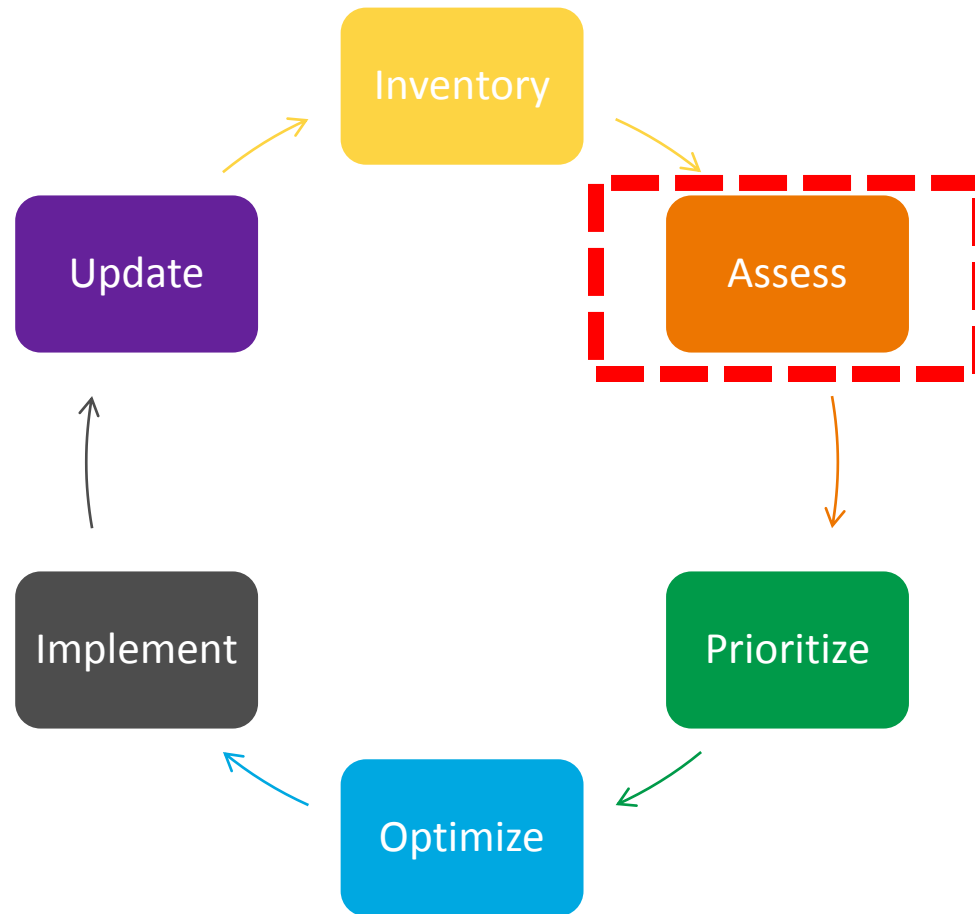 Inventory
Assess
Prioritize
Optimize
Implement
Update